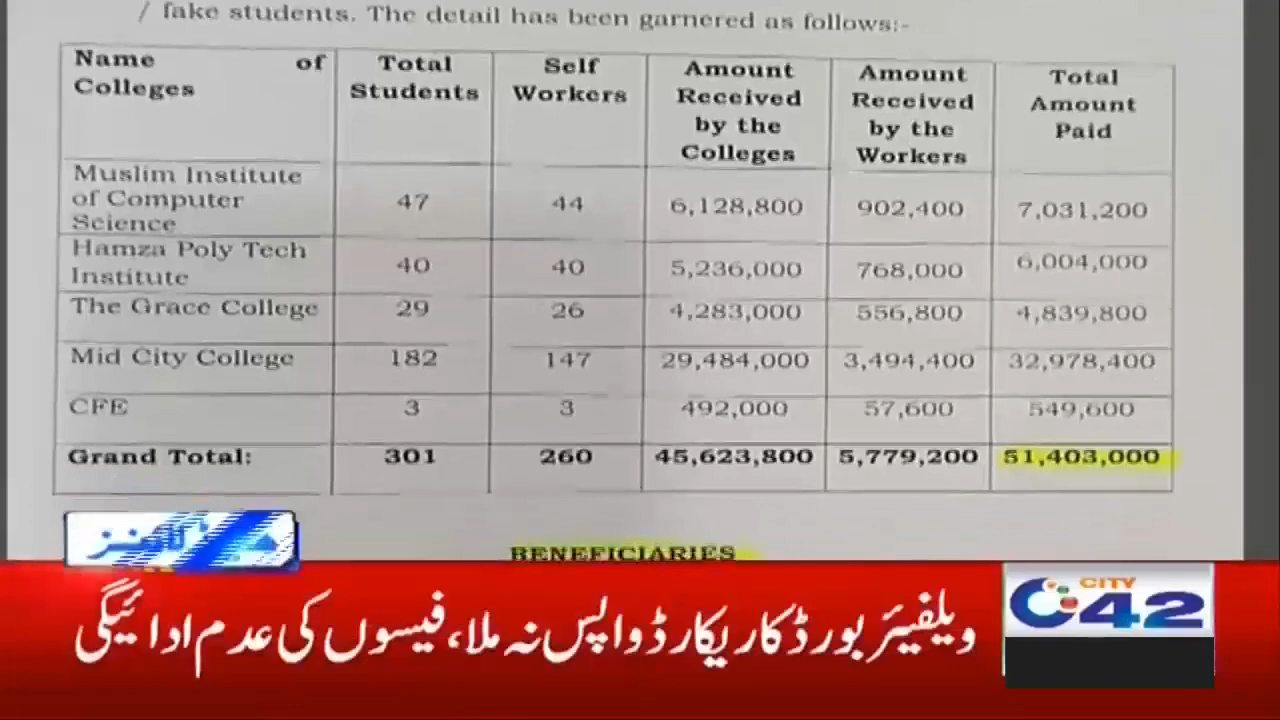 / fake students. The detail has been garnered as follows:-
Name of Colleges | Total Students | Self Workers | Amount Received by the Colleges | Amount Received by the Workers | Total Amount Paid
Muslim Institute of Computer Science | 47 | 44 | 6,128,800 | 902,400 | 7,031,200
Hamza Poly Tech Institute | 40 | 40 | 5,236,000 | 768,000 | 6,004,000
The Grace College | 29 | 26 | 4,283,000 | 556,800 | 4,839,800
Mid City College | 182 | 147 | 29,484,000 | 3,494,400 | 32,978,400
CFE | 3 | 3 | 492,000 | 57,600 | 549,600
Grand Total: | 301 | 260 | 45,623,800 | 5,779,200 | 51,403,000
BENEFICIARIES
ہیڈ لائنز
ویلفیئر بورڈ کا ریکارڈ واپس نہ ملا، فیسوں کی عدم ادائیگی
CITY
42